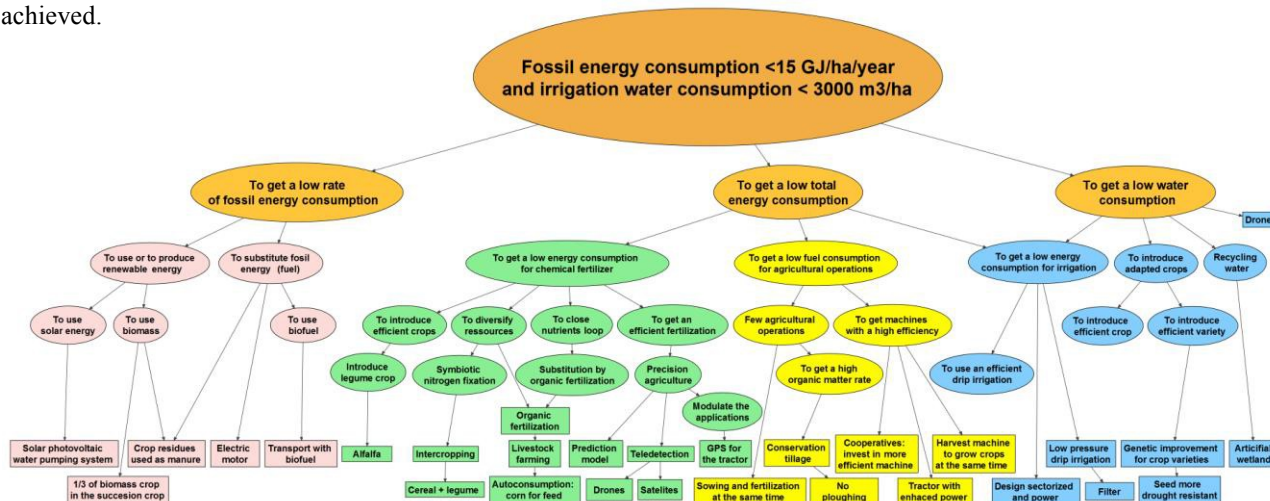 achieved.
Fossil energy consumption <15 GJ/ha/year
and irrigation water consumption < 3000 m3/ha
To get a low rate
of fossil energy consumption
To get a low total
energy consumption
To get a low water
consumption
Drone
To use or to produce
renewable energy
To substitute fosil
energy (fuel)
To get a low energy consumption
for chemical fertilizer
To get a low fuel consumption
for agricultural operations
To get a low energy
consumption for irrigation
To introduce
adapted crops
Recycling
water
To use
solar energy
To use
biomass
To use
biofuel
To introduce
efficient crops
To diversify
ressources
To close
nutrients loop
To get an
efficient fertilization
Few agricultural
operations
To get machines
with a high efficiency
To introduce
efficient crop
To introduce
efficient variety
Introduce
legume crop
Symbiotic
nitrogen fixation
Substitution by
organic fertilization
Precision
agriculture
To get a high
organic matter rate
To use an efficient
drip irrigation
Modulate the
applications
Organic
fertilization
Solar photovoltaic
water pumping system
Crop residues
used as manure
Electric
motor
Transport with
biofuel
Alfalfa
Intercropping
Livestock
farming
Prediction
model
Teledetection
GPS for
the tractor
Conservation
tillage
Cooperatives:
invest in more
efficient machine
Harvest machine
to grow crops
at the same time
Low pressure
drip irrigation
Genetic improvement
for crop varieties
Articifial
wetland
1/3 of biomass crop
in the succesion crop
Cereal + legume
Autoconsumption:
corn for feed
Drones
Satelites
Sowing and fertilization
at the same time
No
ploughing
Tractor with
enhaced power
Design sectorized
and power
Filter
Seed more
drought resistant